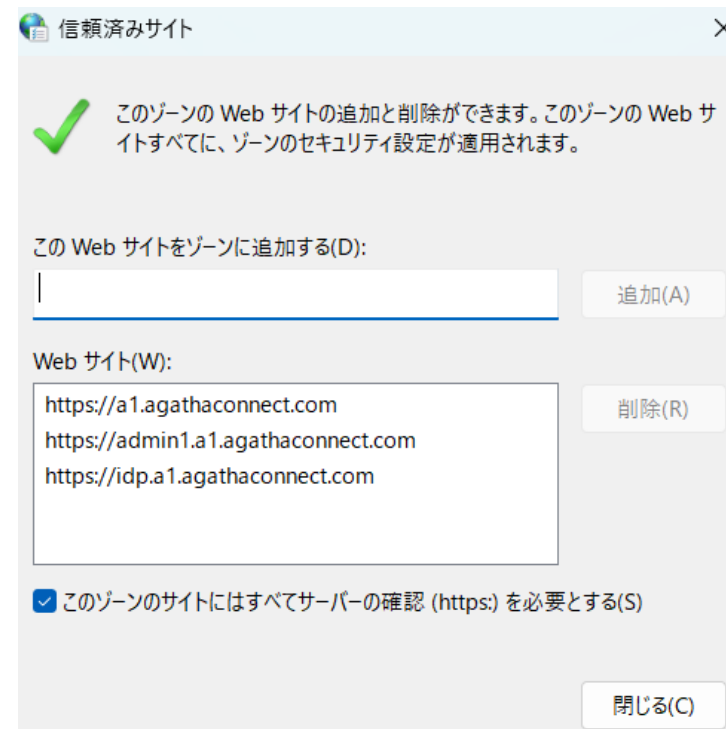 信頼済みサイト
このゾーンの Web サイトの追加と削除ができます。このゾーンの Web サ
イトすべてに、ゾーンのセキュリティ設定が適用されます。
この Web サイトをゾーンに追加する(D):
追加(A)
Web サイト(W):
https://a1.agathaconnect.com
削除(R)
https://admin1.a1.agathaconnect.com
https://idp.a1.agathaconnect.com
このゾーンのサイトにはすべてサーバーの確認 (https:) を必要とする(S)
閉じる(C)